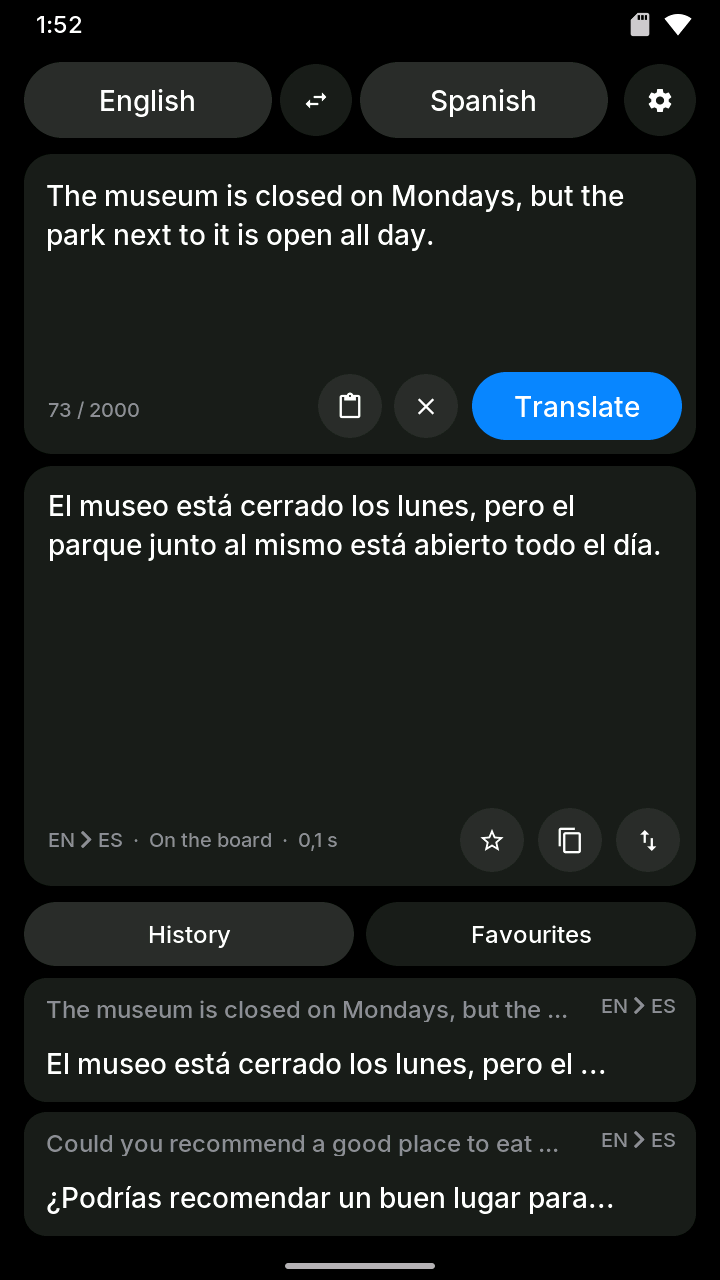 1:52
English
Spanish
The museum is closed on Mondays, but the
park next to it is open all day.
73 / 2000
Translate
El museo está cerrado los lunes, pero el
parque junto al mismo está abierto todo el día.
EN > ES · On the board · 0,1 s
History
Favourites
The museum is closed on Mondays, but the ...
EN > ES
El museo está cerrado los lunes, pero el ...
Could you recommend a good place to eat ...
EN > ES
¿Podrías recomendar un buen lugar para...